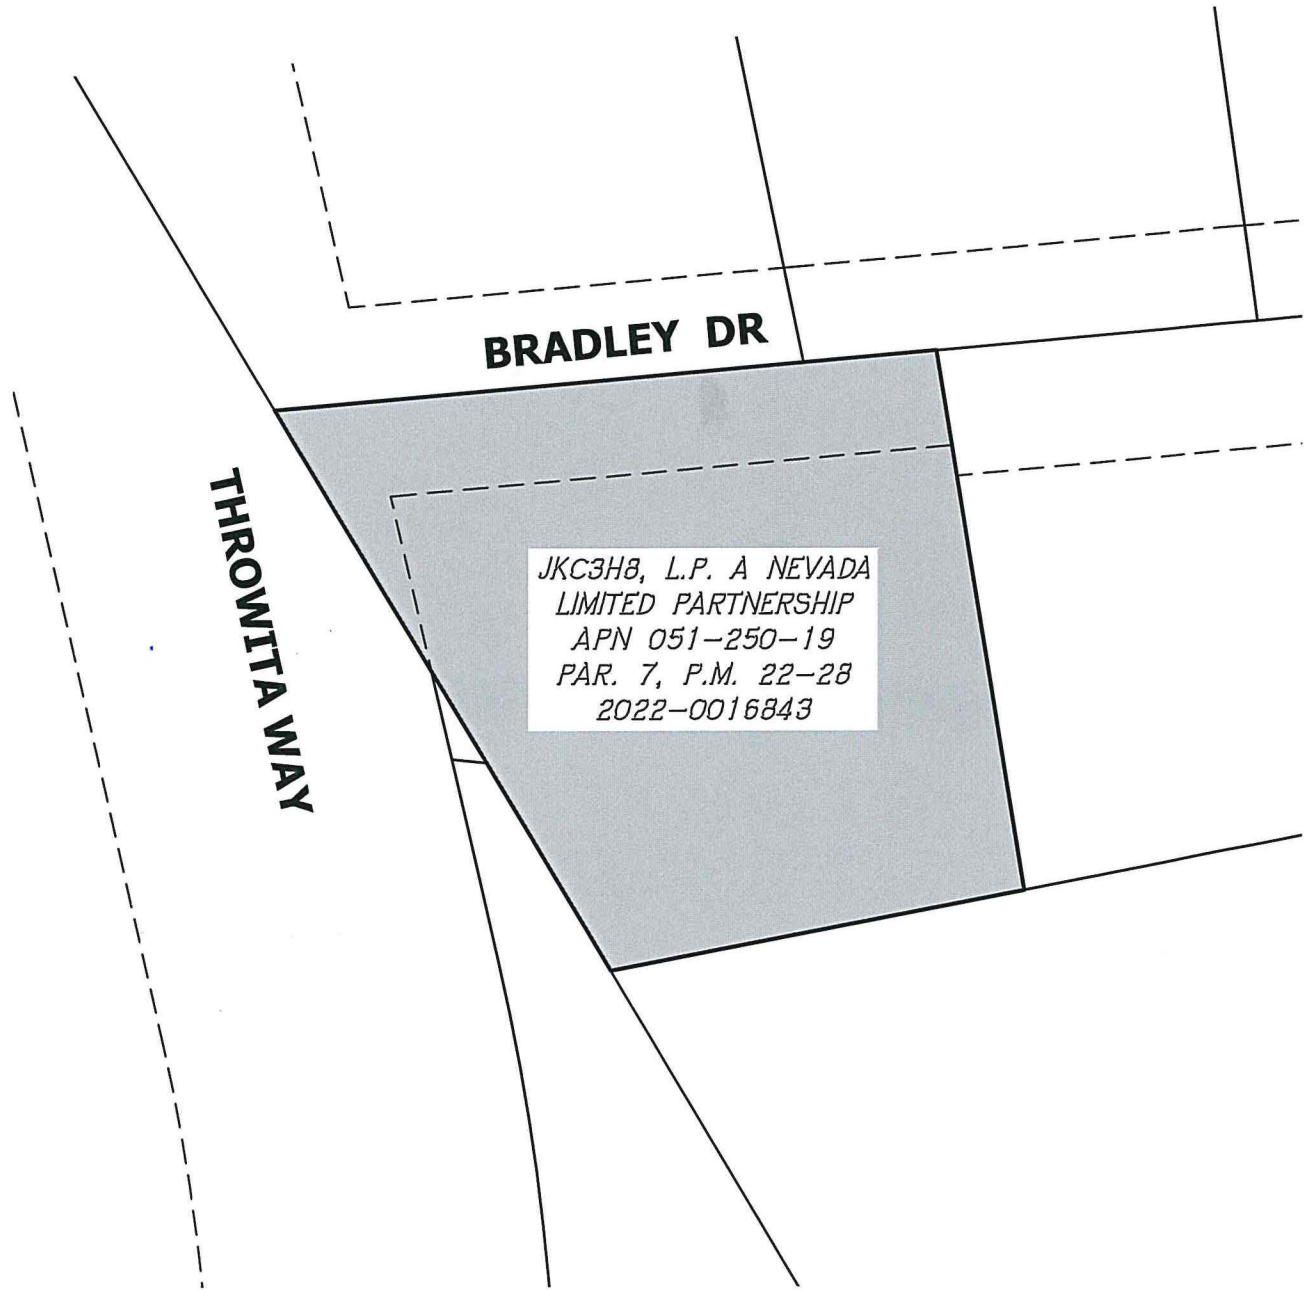 BRADLEY DR
THROWITA WAY
JKC3H8, L.P. A NEVADA
LIMITED PARTNERSHIP
APN 051-250-19
PAR. 7, P.M. 22-28
2022-0016843